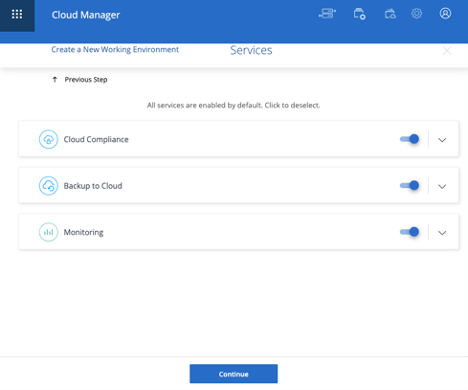 Cloud Manager
Create a New Working Environment
Services
Previous Step
All services are enabled by default. Click to deselect.
Cloud Compliance
Backup to Cloud
Monitoring
Continue